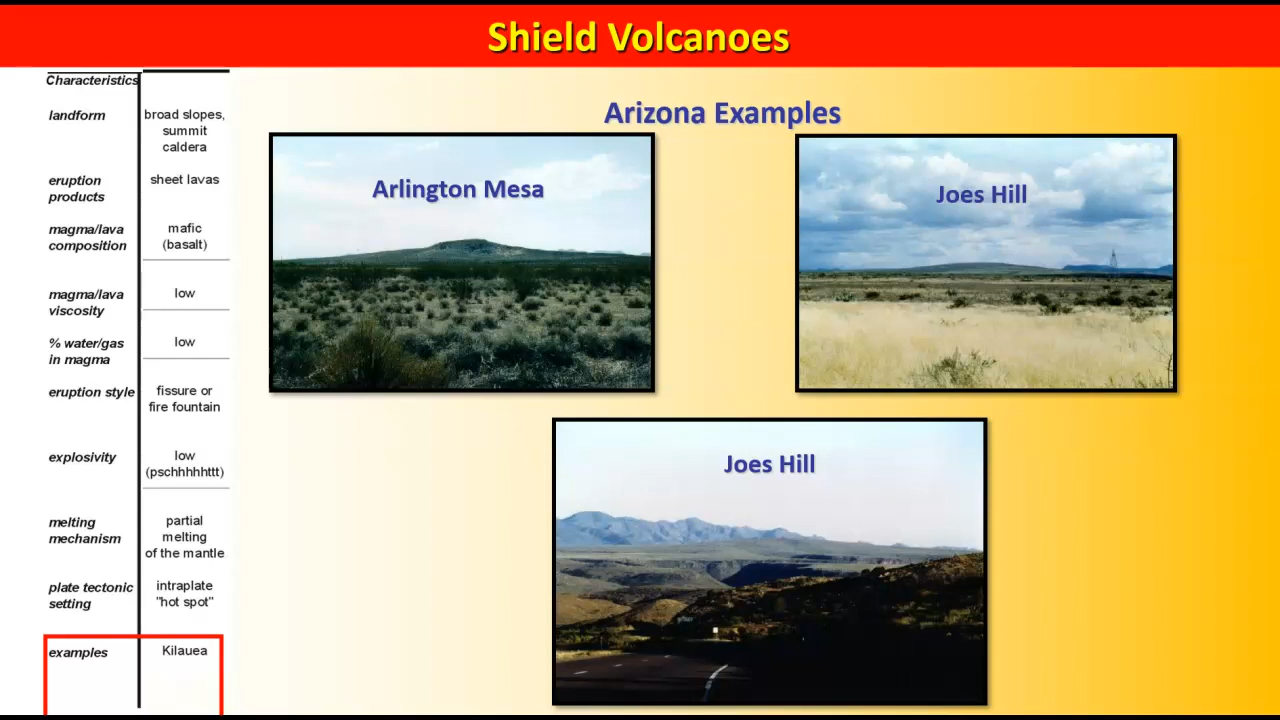 Shield Volcanoes
Characteristics
landform
broad slopes,
summit
caldera
eruption
products
sheet lavas
magma/lava
composition
mafic
(basalt)
magma/lava
viscosity
low
% water/gas
in magma
low
eruption style
fissure or
fire fountain
explosivity
low
(pschhhhhttt)
melting
mechanism
partial
melting
of the mantle
plate tectonic
setting
intraplate
"hot spot"
examples
Kilauea
Arizona Examples
Arlington Mesa
Joes Hill
Joes Hill